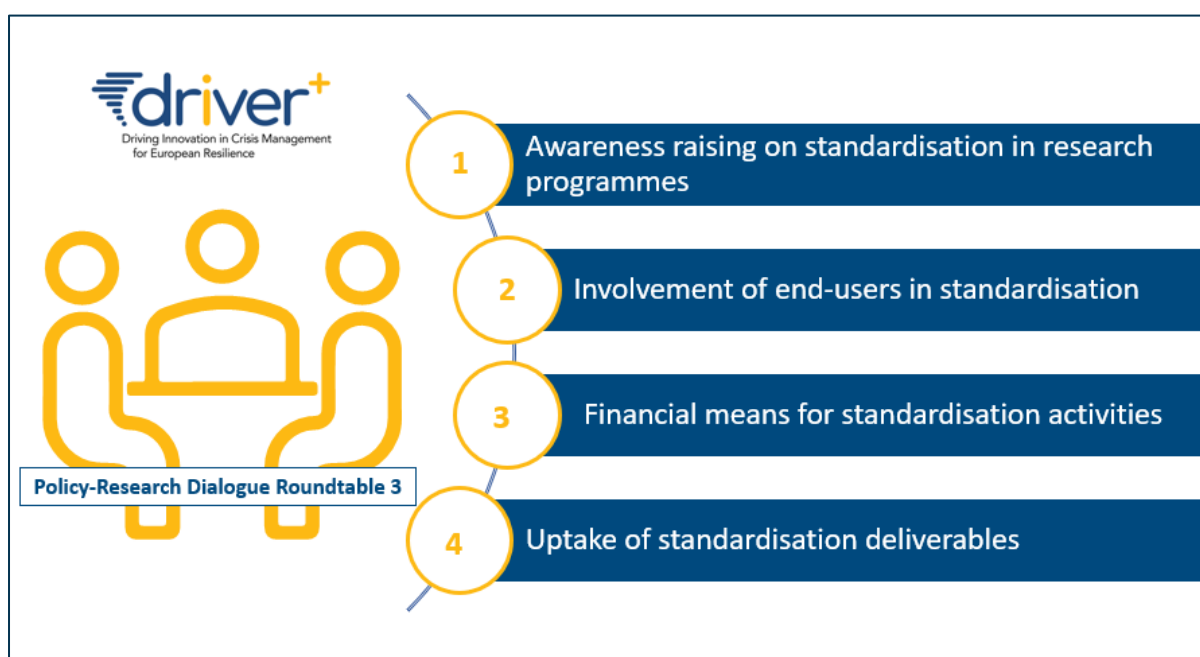 driver+
Driving Innovation in Crisis Management
for European Resilience
1
Awareness raising on standardisation in research
programmes
2
Involvement of end-users in standardisation
3
Financial means for standardisation activities
Policy-Research Dialogue Roundtable 3
4
Uptake of standardisation deliverables